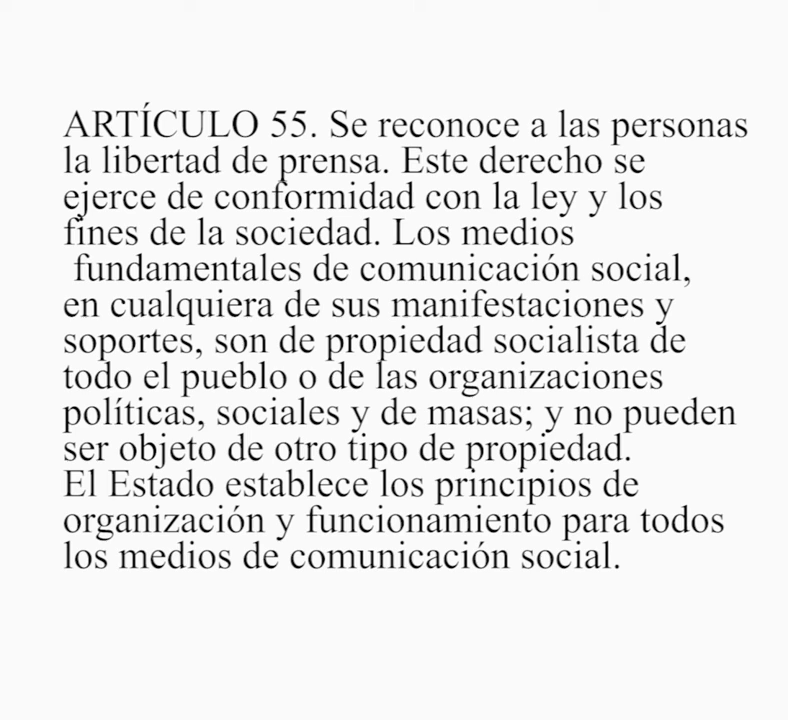 ARTÍCULO 55. Se reconoce a las personas
la libertad de prensa. Este derecho se
ejerce de conformidad con la ley y los
fines de la sociedad. Los medios
fundamentales de comunicación social,
en cualquiera de sus manifestaciones y
soportes, son de propiedad socialista de
todo el pueblo o de las organizaciones
políticas, sociales y de masas; y no pueden
ser objeto de otro tipo de propiedad.
El Estado establece los principios de
organización y funcionamiento para todos
los medios de comunicación social.